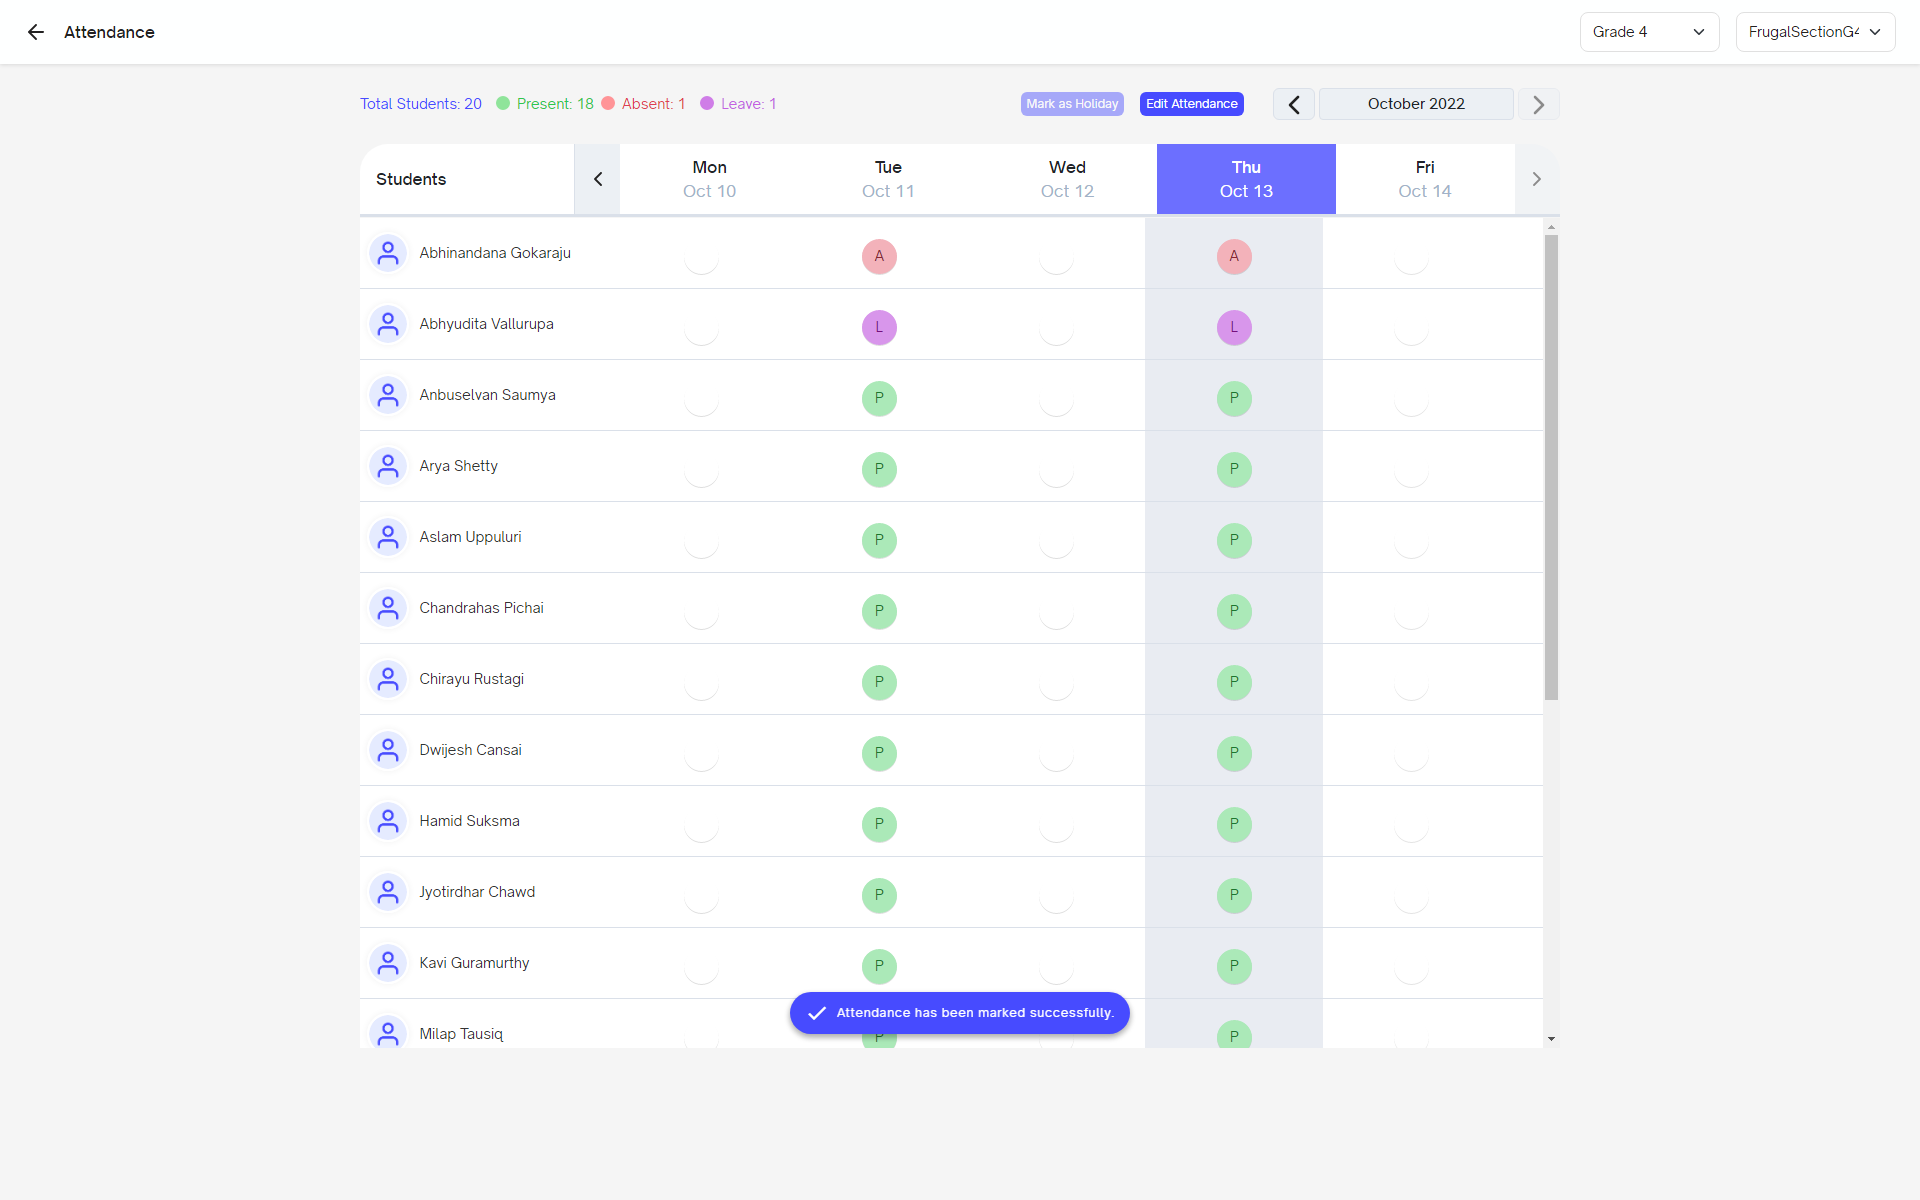 Attendance
Grade 4
FrugalSectionG4
Total Students: 20 Present: 18 Absent: 1 Leave: 1
Mark as Holiday
Edit Attendance
October 2022
Students
Mon Tue Wed Thu Fri
Oct 10 Oct 11 Oct 12 Oct 13 Oct 14
Abhinandana Gokaraju A A
Abhyudita Vallurupa L L
Anbuselvan Saumya P P
Arya Shetty P P
Aslam Uppuluri P P
Chandrahas Pichai P P
Chirayu Rustagi P P
Dwijesh Cansai P P
Hamid Suksma P P
Jyotirdhar Chawd P P
Kavi Guramurthy P P
Attendance has been marked successfully.
Milap Tausiq P P